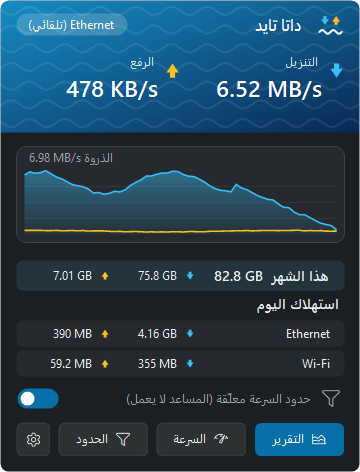 داتا تايد
Ethernet (تلقائي)
التنزيل
الرفع
6.52 MB/s
478 KB/s
الذروة 6.98 MB/s
هذا الشهر 82.8 GB 75.8 GB 7.01 GB
استهلاك اليوم
Ethernet 4.16 GB 390 MB
Wi-Fi 355 MB 59.2 MB
حدود السرعة معلّقة (المساعد لا يعمل)
التقرير
السرعة
الحدود